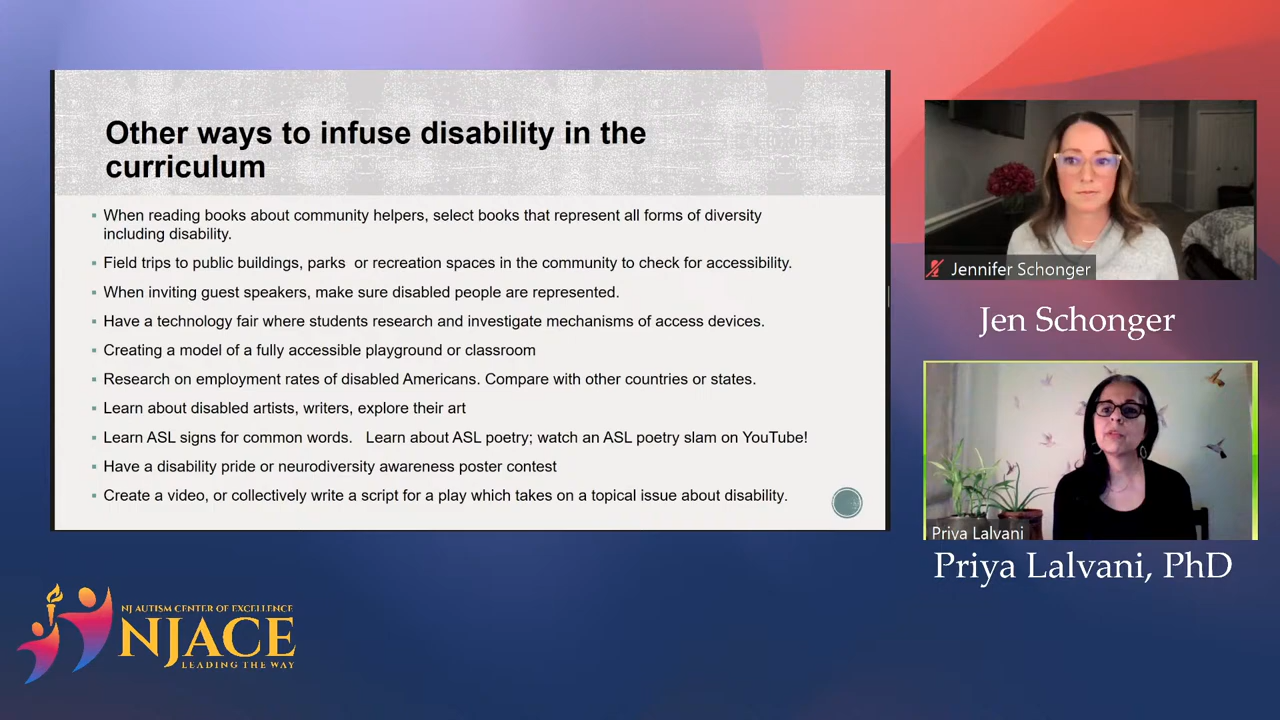 Other ways to infuse disability in the
curriculum
▪ When reading books about community helpers, select books that represent all forms of diversity
including disability.
▪ Field trips to public buildings, parks or recreation spaces in the community to check for accessibility.
▪ When inviting guest speakers, make sure disabled people are represented.
▪ Have a technology fair where students research and investigate mechanisms of access devices.
▪ Creating a model of a fully accessible playground or classroom
▪ Research on employment rates of disabled Americans. Compare with other countries or states.
▪ Learn about disabled artists, writers, explore their art
▪ Learn ASL signs for common words. Learn about ASL poetry; watch an ASL poetry slam on YouTube!
▪ Have a disability pride or neurodiversity awareness poster contest
▪ Create a video, or collectively write a script for a play which takes on a topical issue about disability.
Jennifer Schonger
Jen Schonger
Priya Lalvani
Priya Lalvani, PhD
NJ AUTISM CENTER OF EXCELLENCE
NJACE
LEADING THE WAY